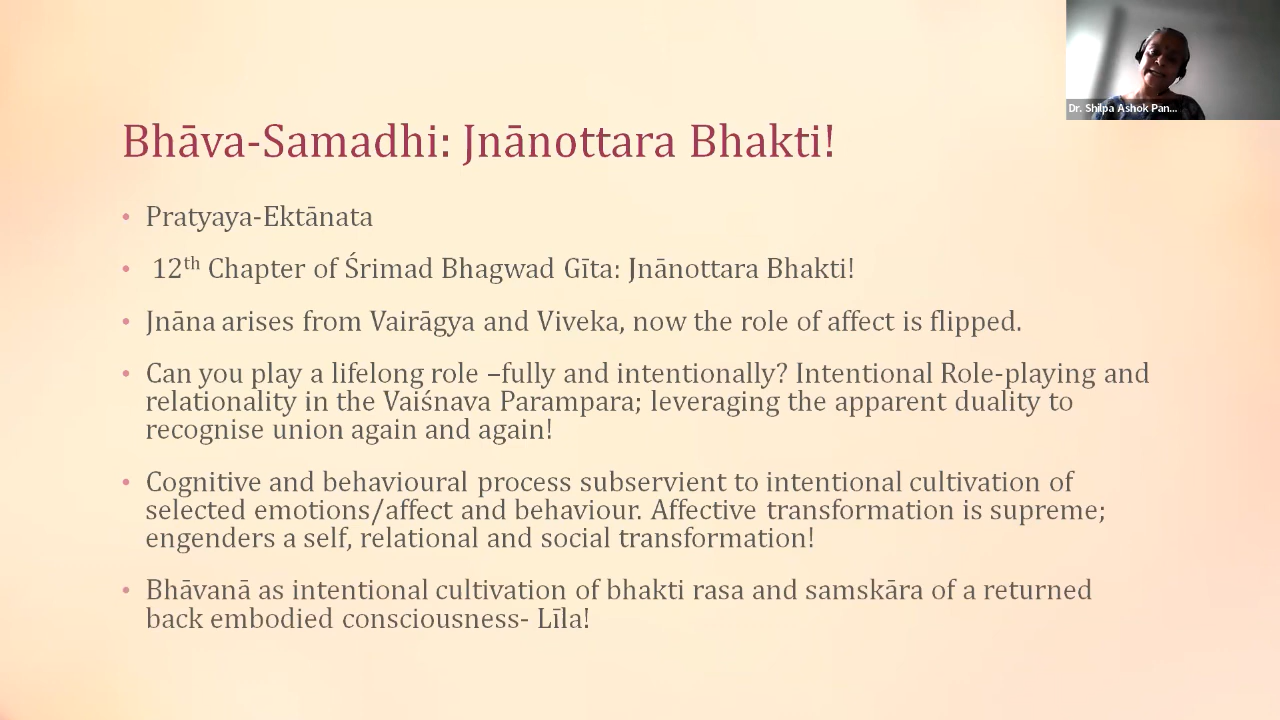 Dr. Shilpa Ashok Pan...
Bhāva-Samadhi: Jnānottara Bhakti!
• Pratyaya-Ektānata
• 12th Chapter of Śrimad Bhagwad Gīta: Jnānottara Bhakti!
• Jnāna arises from Vairāgya and Viveka, now the role of affect is flipped.
• Can you play a lifelong role –fully and intentionally? Intentional Role-playing and
relationality in the Vaiśnava Parampara; leveraging the apparent duality to
recognise union again and again!
• Cognitive and behavioural process subservient to intentional cultivation of
selected emotions/affect and behaviour. Affective transformation is supreme;
engenders a self, relational and social transformation!
• Bhāvanā as intentional cultivation of bhakti rasa and samskāra of a returned
back embodied consciousness- Līla!